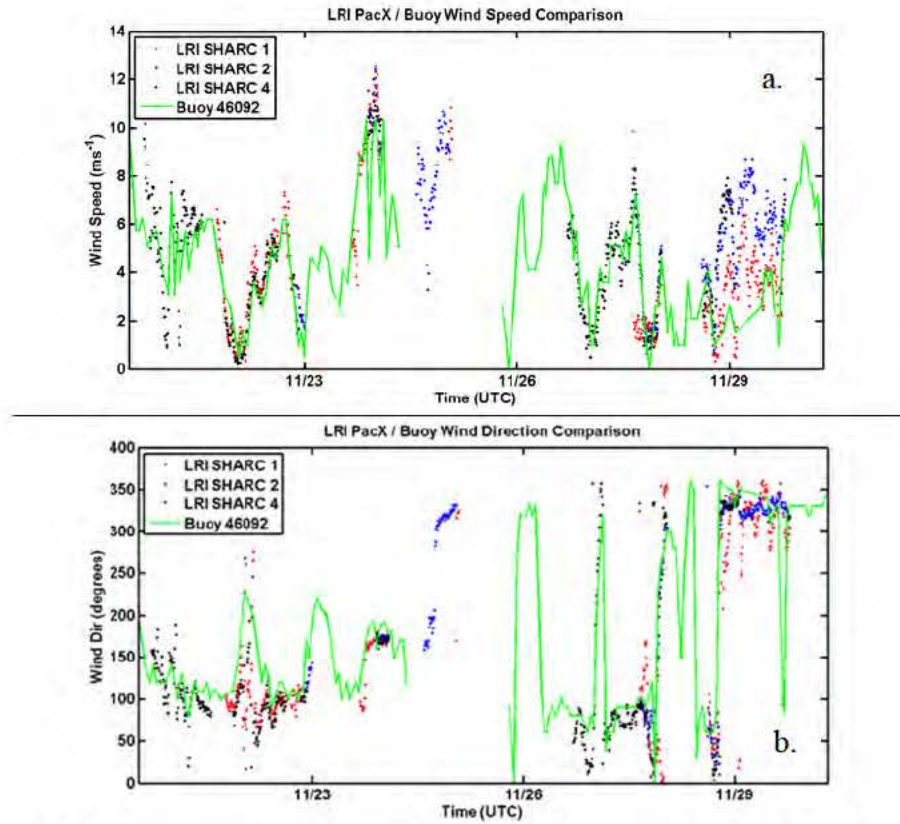 LRI PacX / Buoy Wind Speed Comparison
14
12
10
8
6
4
2
0
Wind Speed (ms⁻¹)
LRI SHARC 1
LRI SHARC 2
LRI SHARC 4
Buoy 46092
a.
11/23
11/26
11/29
Time (UTC)
LRI PacX / Buoy Wind Direction Comparison
400
350
300
250
200
150
100
50
0
Wind Dir (degrees)
LRI SHARC 1
LRI SHARC 2
LRI SHARC 4
Buoy 46092
b.
11/23
11/26
11/29
Time (UTC)